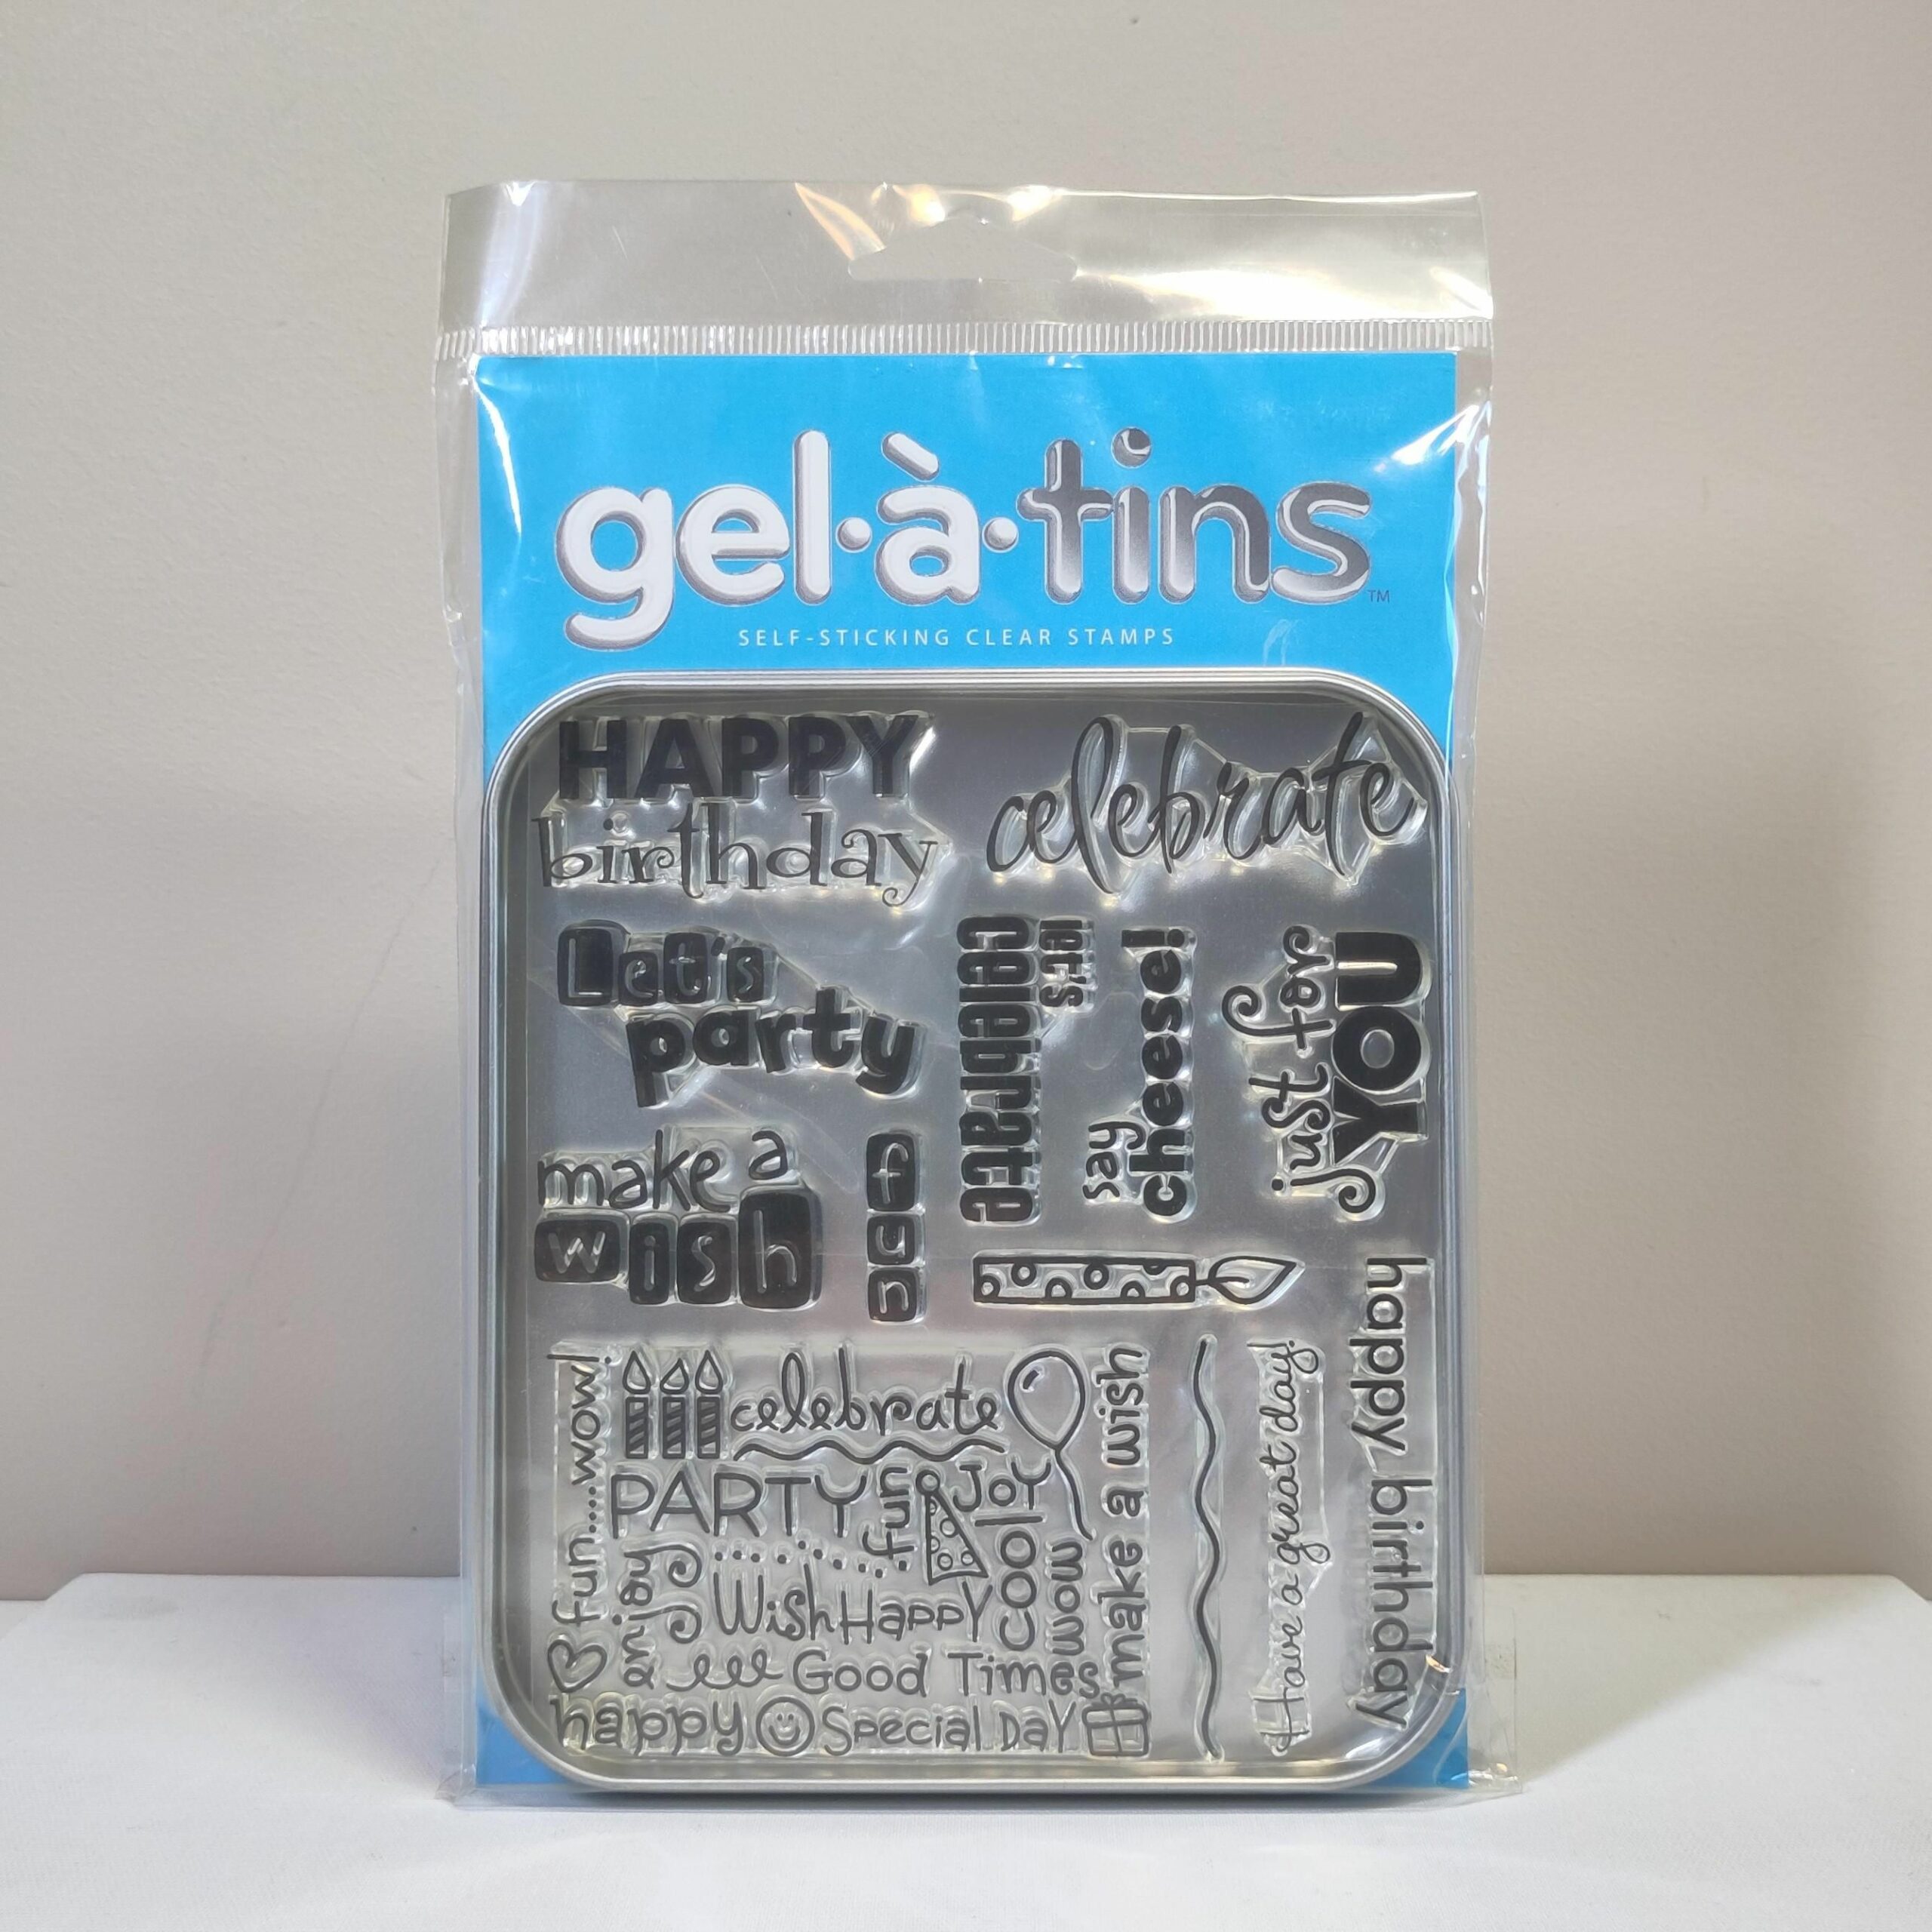 gel·à·tins™
SELF-STICKING CLEAR STAMPS
HAPPY
birthday
celebrate
Let's
party
let's
celebrate
say
cheese!
just for
YOU
make a
wish
fun
happy birthday
fun....wow!
celebrate
make a wish
Have a great day!
PARTY
fun
JOY
enjoy
Wish Happy
cool
wow
Good Times
happy Special Day